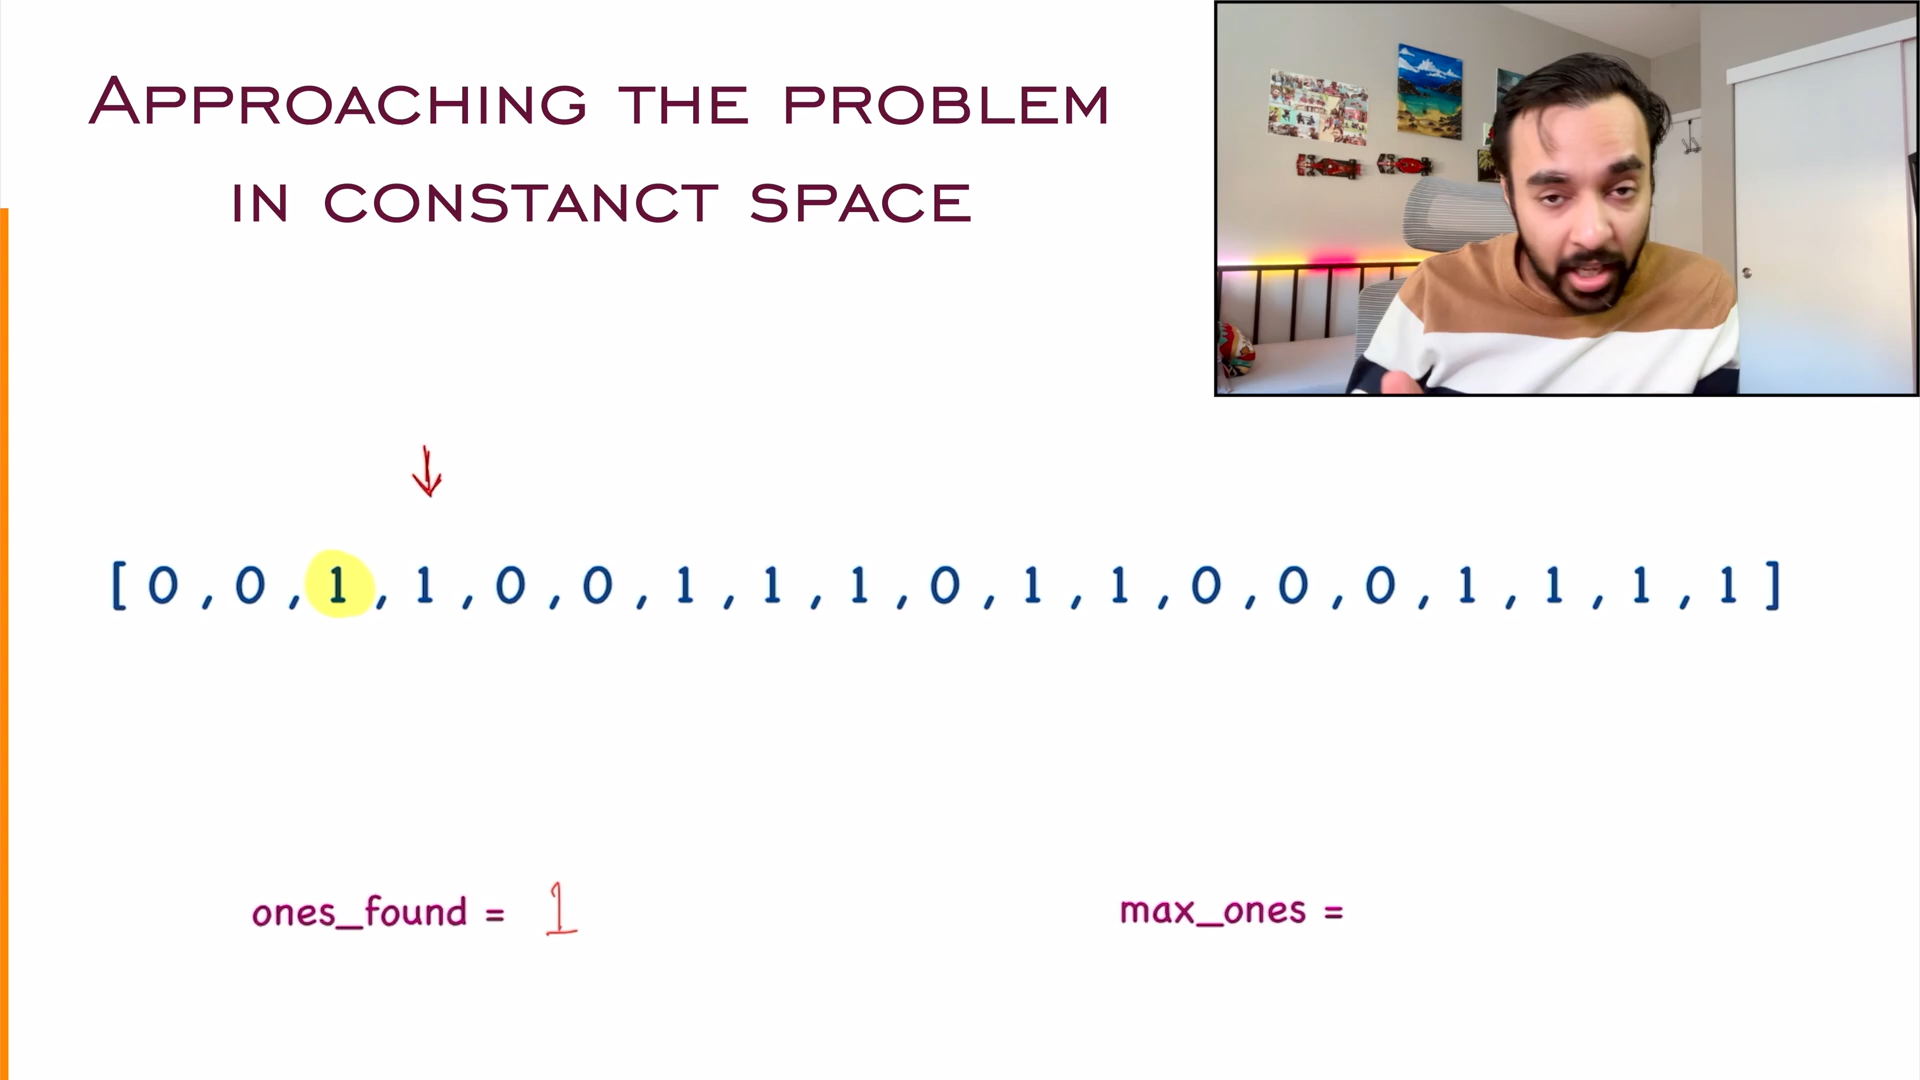 APPROACHING THE PROBLEM
IN CONSTANCT SPACE
[ 0 , 0 , 1 , 1 , 0 , 0 , 1 , 1 , 1 , 0 , 1 , 1 , 0 , 0 , 0 , 1 , 1 , 1 , 1 ]
ones_found = 1
max_ones =